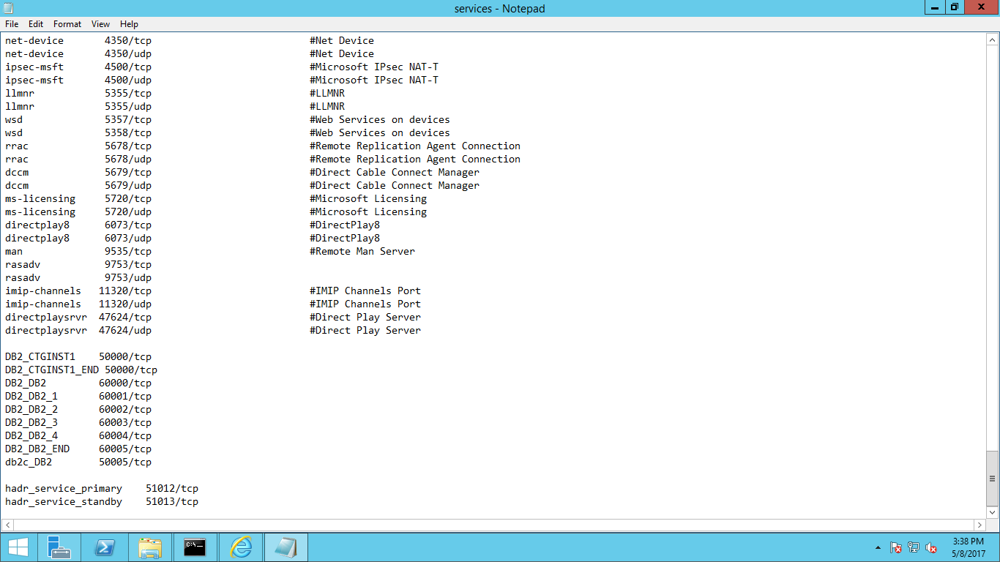 services - Notepad
File Edit Format View Help
net-device 4350/tcp #Net Device
net-device 4350/udp #Net Device
ipsec-msft 4500/tcp #Microsoft IPsec NAT-T
ipsec-msft 4500/udp #Microsoft IPsec NAT-T
llmnr 5355/tcp #LLMNR
llmnr 5355/udp #LLMNR
wsd 5357/tcp #Web Services on devices
wsd 5358/tcp #Web Services on devices
rrac 5678/tcp #Remote Replication Agent Connection
rrac 5678/udp #Remote Replication Agent Connection
dccm 5679/tcp #Direct Cable Connect Manager
dccm 5679/udp #Direct Cable Connect Manager
ms-licensing 5720/tcp #Microsoft Licensing
ms-licensing 5720/udp #Microsoft Licensing
directplay8 6073/tcp #DirectPlay8
directplay8 6073/udp #DirectPlay8
man 9535/tcp #Remote Man Server
rasadv 9753/tcp
rasadv 9753/udp
imip-channels 11320/tcp #IMIP Channels Port
imip-channels 11320/udp #IMIP Channels Port
directplaysrvr 47624/tcp #Direct Play Server
directplaysrvr 47624/udp #Direct Play Server
DB2_CTGINST1 50000/tcp
DB2_CTGINST1_END 50000/tcp
DB2_DB2 60000/tcp
DB2_DB2_1 60001/tcp
DB2_DB2_2 60002/tcp
DB2_DB2_3 60003/tcp
DB2_DB2_4 60004/tcp
DB2_DB2_END 60005/tcp
db2c_DB2 50005/tcp
hadr_service_primary 51012/tcp
hadr_service_standby 51013/tcp
C:\_
3:38 PM
5/8/2017